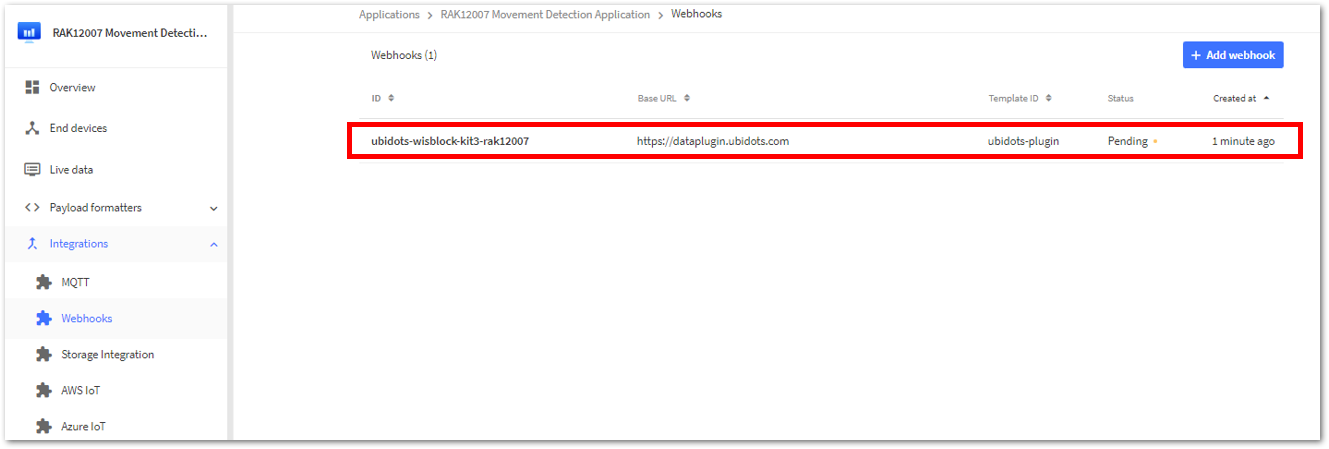 RAK12007 Movement Detecti...
Overview
End devices
Live data
Payload formatters
Integrations
MQTT
Webhooks
Storage Integration
AWS IoT
Azure IoT
Applications > RAK12007 Movement Detection Application > Webhooks
Webhooks (1)
+ Add webhook
ID Base URL Template ID Status Created at
ubidots-wisblock-kit3-rak12007 https://dataplugin.ubidots.com ubidots-plugin Pending 1 minute ago